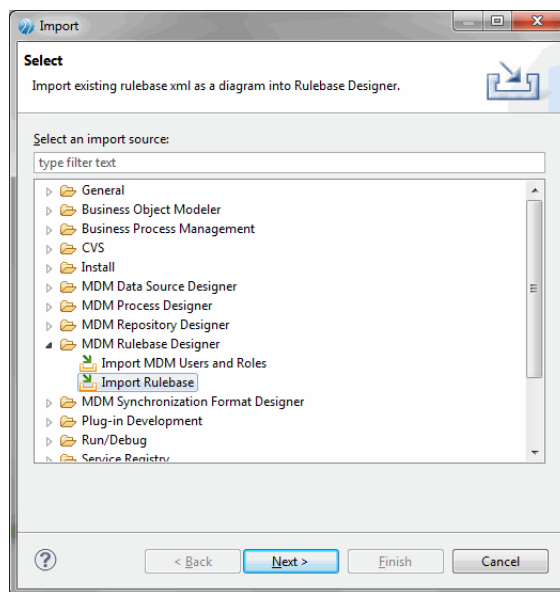 Import
Select
Import existing rulebase xml as a diagram into Rulebase Designer.
Select an import source:
type filter text
General
Business Object Modeler
Business Process Management
CVS
Install
MDM Data Source Designer
MDM Process Designer
MDM Repository Designer
MDM Rulebase Designer
Import MDM Users and Roles
Import Rulebase
MDM Synchronization Format Designer
Plug-in Development
Run/Debug
Service Registry
? < Back Next > Finish Cancel